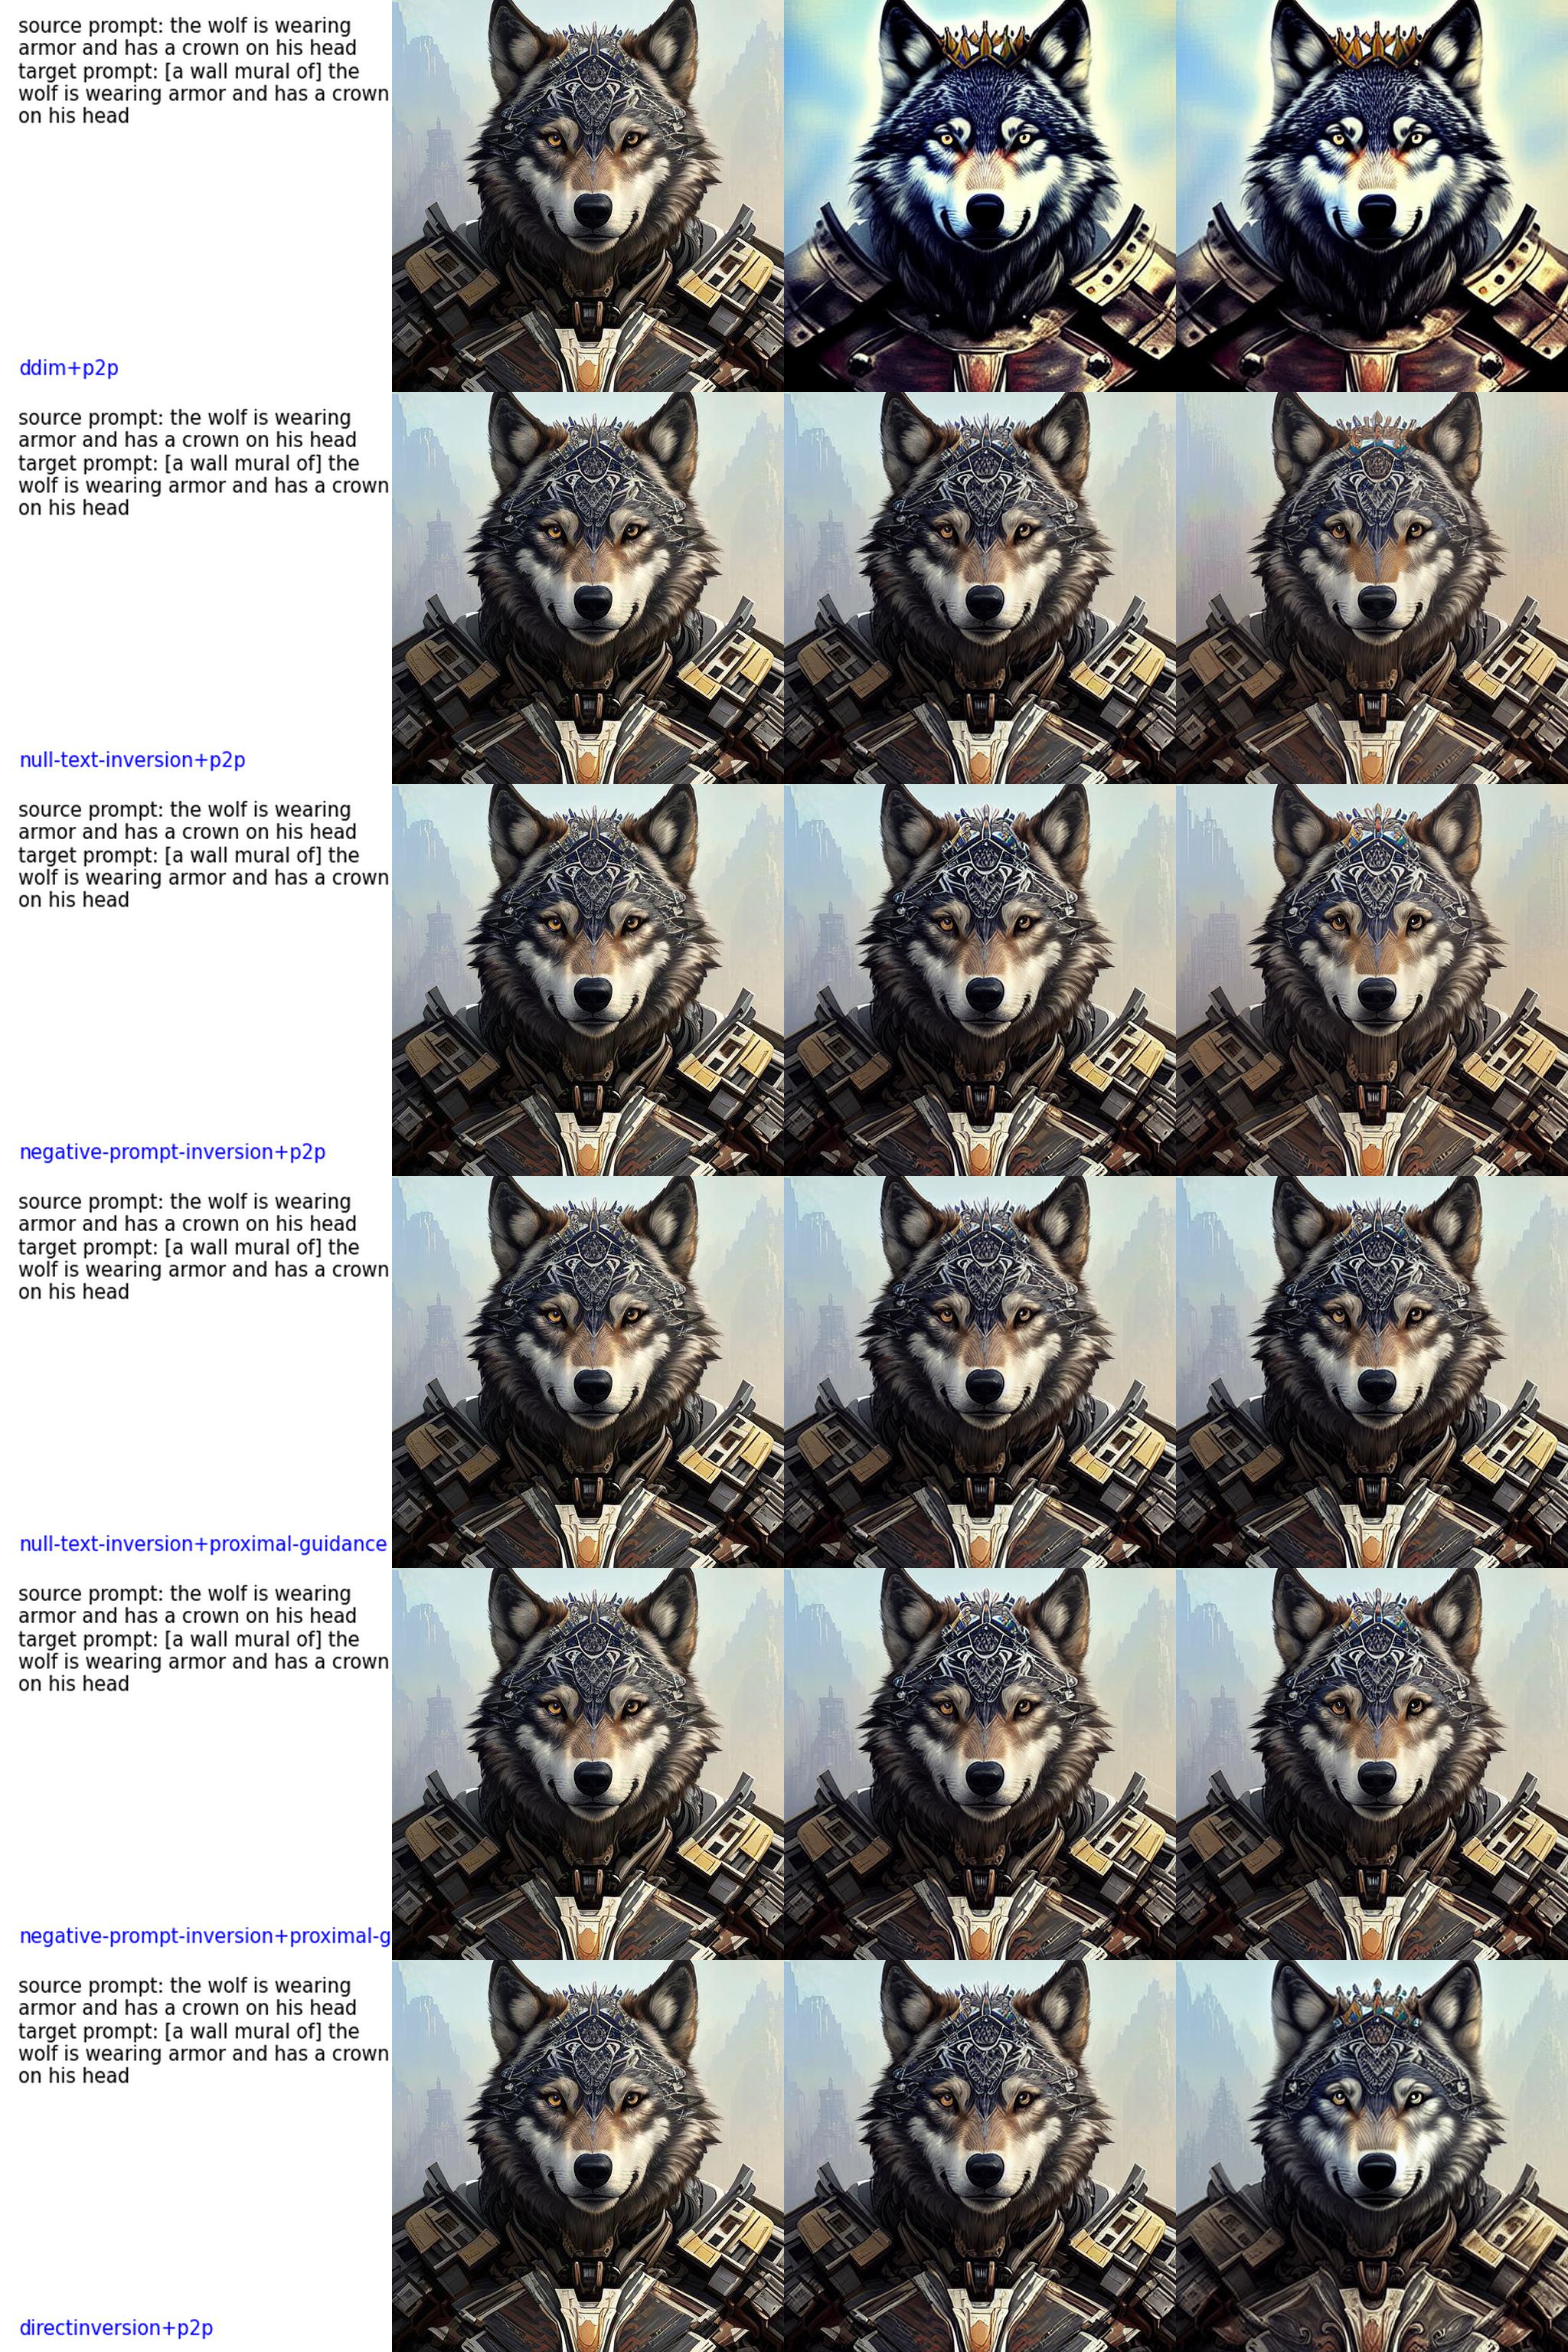 source prompt: the wolf is wearing
armor and has a crown on his head
target prompt: [a wall mural of] the
wolf is wearing armor and has a crown
on his head
ddim+p2p
source prompt: the wolf is wearing
armor and has a crown on his head
target prompt: [a wall mural of] the
wolf is wearing armor and has a crown
on his head
null-text-inversion+p2p
source prompt: the wolf is wearing
armor and has a crown on his head
target prompt: [a wall mural of] the
wolf is wearing armor and has a crown
on his head
negative-prompt-inversion+p2p
source prompt: the wolf is wearing
armor and has a crown on his head
target prompt: [a wall mural of] the
wolf is wearing armor and has a crown
on his head
null-text-inversion+proximal-guidance
source prompt: the wolf is wearing
armor and has a crown on his head
target prompt: [a wall mural of] the
wolf is wearing armor and has a crown
on his head
negative-prompt-inversion+proximal-g
source prompt: the wolf is wearing
armor and has a crown on his head
target prompt: [a wall mural of] the
wolf is wearing armor and has a crown
on his head
directinversion+p2p